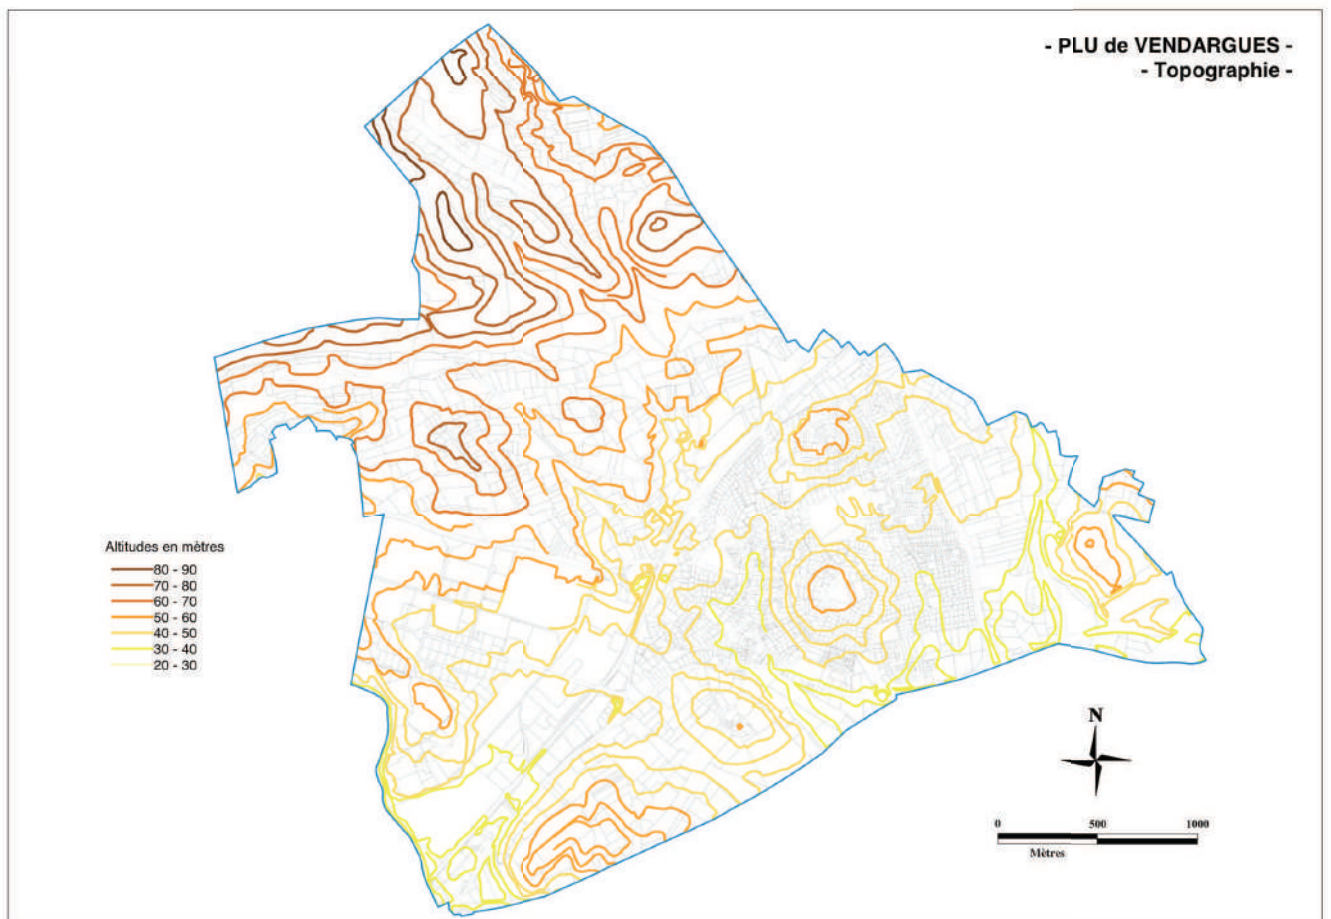 - PLU de VENDARGUES -
- Topographie -
Altitudes en mètres
80 - 90
70 - 80
60 - 70
50 - 60
40 - 50
30 - 40
20 - 30
N
0 500 1000
Mètres